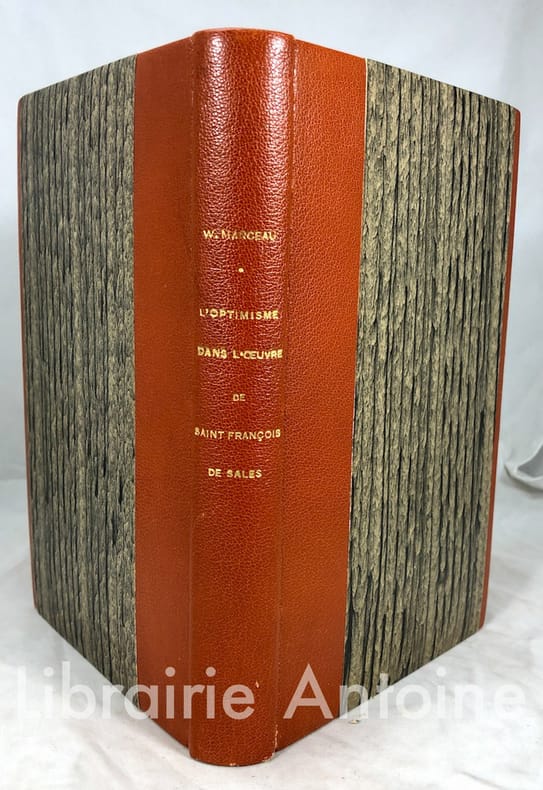 W. MARCEAU
L'OPTIMISME
DANS L'ŒUVRE
DE
SAINT FRANÇOIS
DE SALES
Librairie Antoine